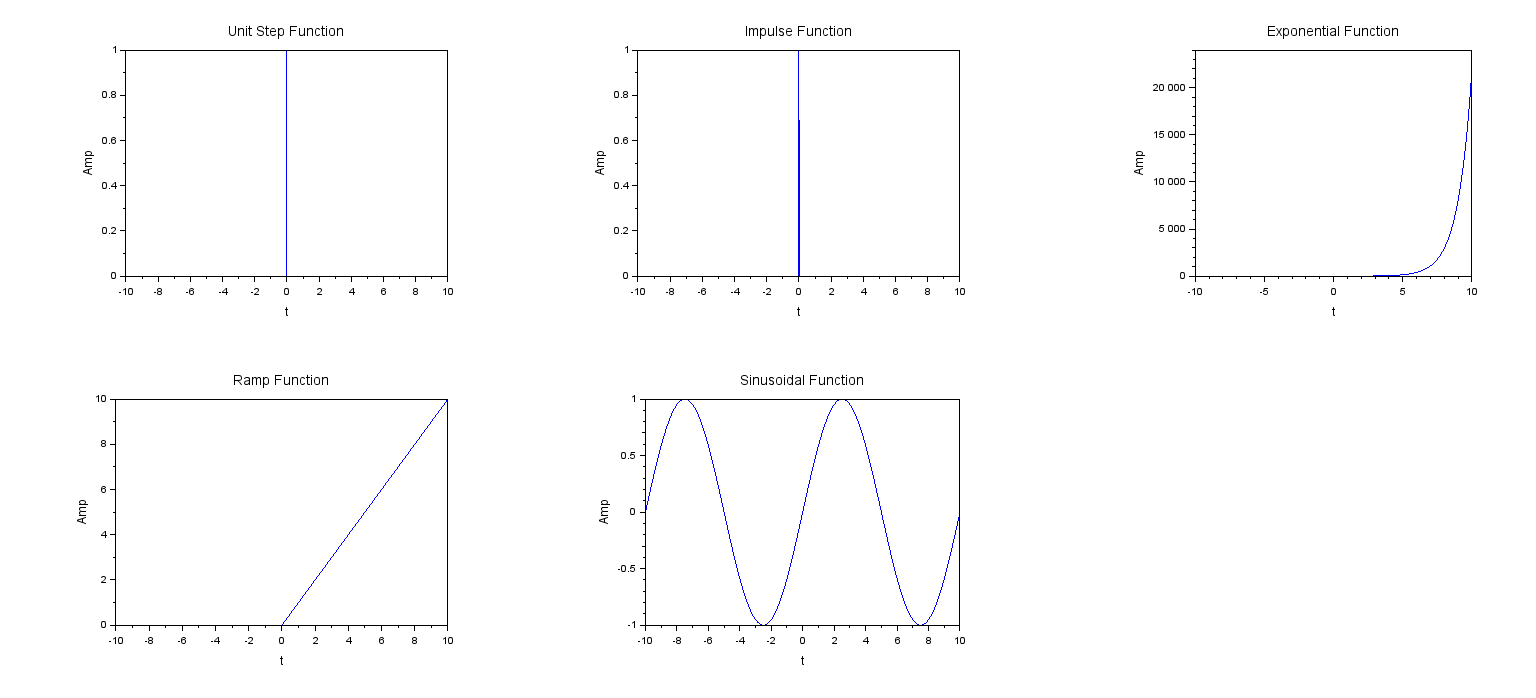 Unit Step Function
1
0.8
0.6
0.4
0.2
0
Amp
-10 -8 -6 -4 -2 0 2 4 6 8 10
t
Impulse Function
1
0.8
0.6
0.4
0.2
0
Amp
-10 -8 -6 -4 -2 0 2 4 6 8 10
t
Exponential Function
20 000
15 000
10 000
5 000
0
Amp
-10 -5 0 5 10
t
Ramp Function
10
8
6
4
2
0
Amp
-10 -8 -6 -4 -2 0 2 4 6 8 10
t
Sinusoidal Function
1
0.5
0
-0.5
-1
Amp
-10 -8 -6 -4 -2 0 2 4 6 8 10
t